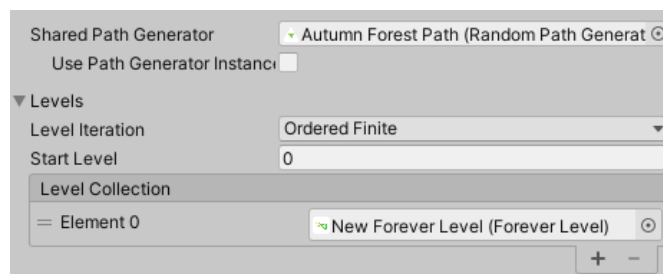 Shared Path Generator Autumn Forest Path (Random Path Generat
Use Path Generator Instanc
Levels
Level Iteration Ordered Finite
Start Level 0
Level Collection
Element 0 New Forever Level (Forever Level)